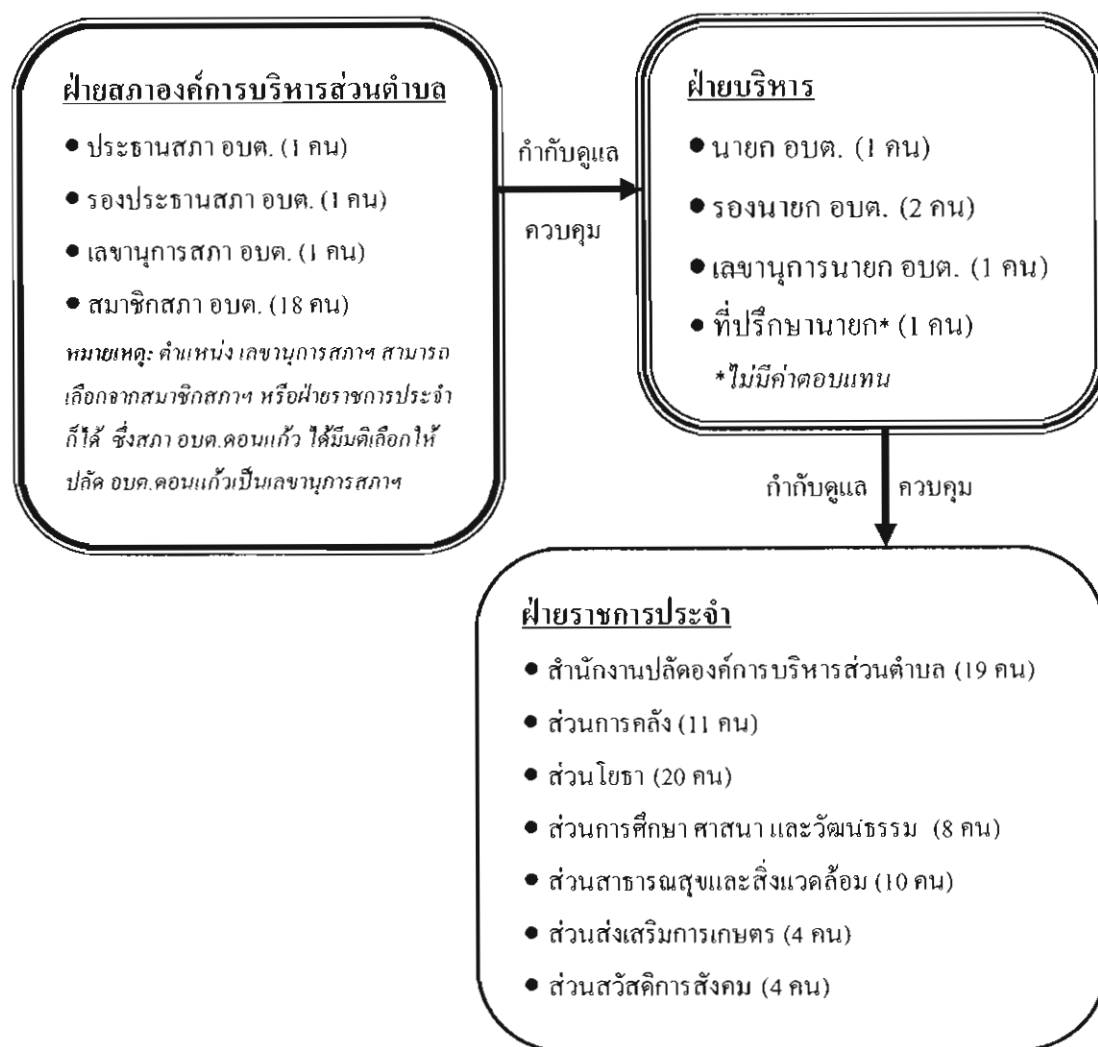 ฝ่ายสภาองค์การบริหารส่วนตำบล
● ประธานสภา อบต. (1 คน)
● รองประธานสภา อบต. (1 คน)
● เลขานุการสภา อบต. (1 คน)
● สมาชิกสภา อบต. (18 คน)
หมายเหตุ: ตำแหน่ง เลขานุการสภาฯ สามารถ
เลือกจากสมาชิกสภาฯ หรือฝ่ายราชการประจำ
ก็ได้ ซึ่งสภา อบต.ดอนแก้ว ได้มีมติเลือกให้
ปลัด อบต.ดอนแก้วเป็นเลขานุการสภาฯ
กำกับดูแล
ควบคุม
ฝ่ายบริหาร
● นายก อบต. (1 คน)
● รองนายก อบต. (2 คน)
● เลขานุการนายก อบต. (1 คน)
● ที่ปรึกษานายก* (1 คน)
*ไม่มีค่าตอบแทน
กำกับดูแล ควบคุม
ฝ่ายราชการประจำ
● สำนักงานปลัดองค์การบริหารส่วนตำบล (19 คน)
● ส่วนการคลัง (11 คน)
● ส่วนโยธา (20 คน)
● ส่วนการศึกษา ศาสนา และวัฒนธรรม (8 คน)
● ส่วนสาธารณสุขและสิ่งแวดล้อม (10 คน)
● ส่วนส่งเสริมการเกษตร (4 คน)
● ส่วนสวัสดิการสังคม (4 คน)